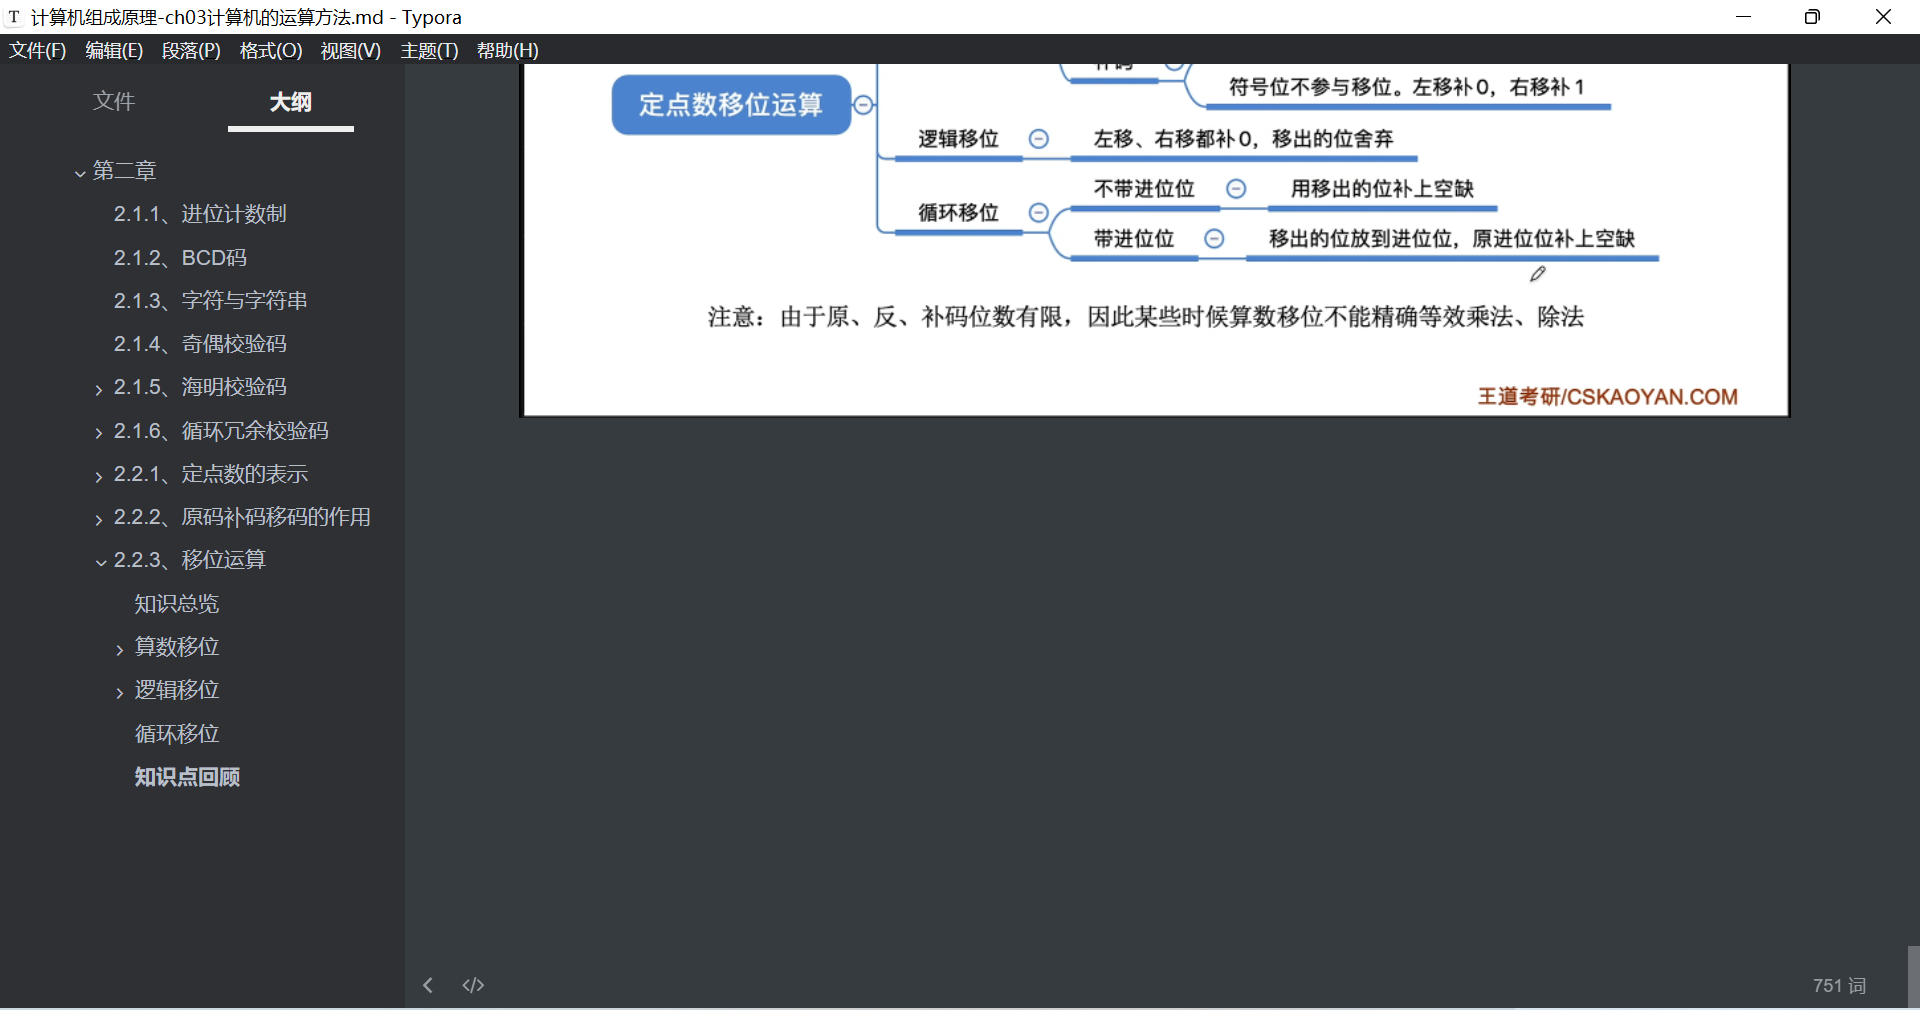 计算机组成原理-ch03计算机的运算方法.md - Typora
文件(F) 编辑(E) 段落(P) 格式(O) 视图(V) 主题(T) 帮助(H)
文件 大纲
第二章
2.1.1、进位计数制
2.1.2、BCD码
2.1.3、字符与字符串
2.1.4、奇偶校验码
2.1.5、海明校验码
2.1.6、循环冗余校验码
2.2.1、定点数的表示
2.2.2、原码补码移码的作用
2.2.3、移位运算
知识总览
算数移位
逻辑移位
循环移位
知识点回顾
符号位不参与移位。左移补0，右移补1
定点数移位运算
逻辑移位 左移、右移都补0，移出的位舍弃
不带进位位 用移出的位补上空缺
循环移位
带进位位 移出的位放到进位位，原进位位补上空缺
注意：由于原、反、补码位数有限，因此某些时候算数移位不能精确等效乘法、除法
王道考研/CSKAOYAN.COM
751 词